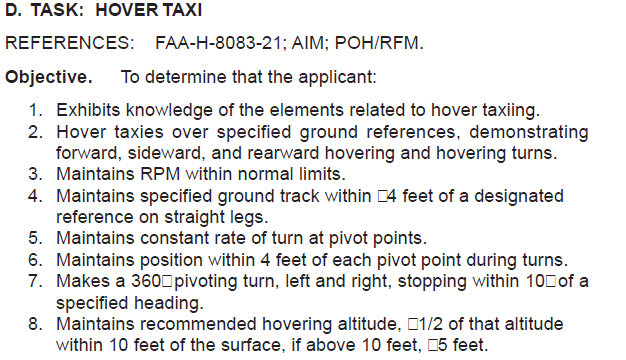 D. TASK: HOVER TAXI
REFERENCES: FAA-H-8083-21; AIM; POH/RFM.
Objective. To determine that the applicant:
1. Exhibits knowledge of the elements related to hover taxiing.
2. Hover taxies over specified ground references, demonstrating
forward, sideward, and rearward hovering and hovering turns.
3. Maintains RPM within normal limits.
4. Maintains specified ground track within □4 feet of a designated
reference on straight legs.
5. Maintains constant rate of turn at pivot points.
6. Maintains position within 4 feet of each pivot point during turns.
7. Makes a 360□pivoting turn, left and right, stopping within 10□of a
specified heading.
8. Maintains recommended hovering altitude, □1/2 of that altitude
within 10 feet of the surface, if above 10 feet, □5 feet.